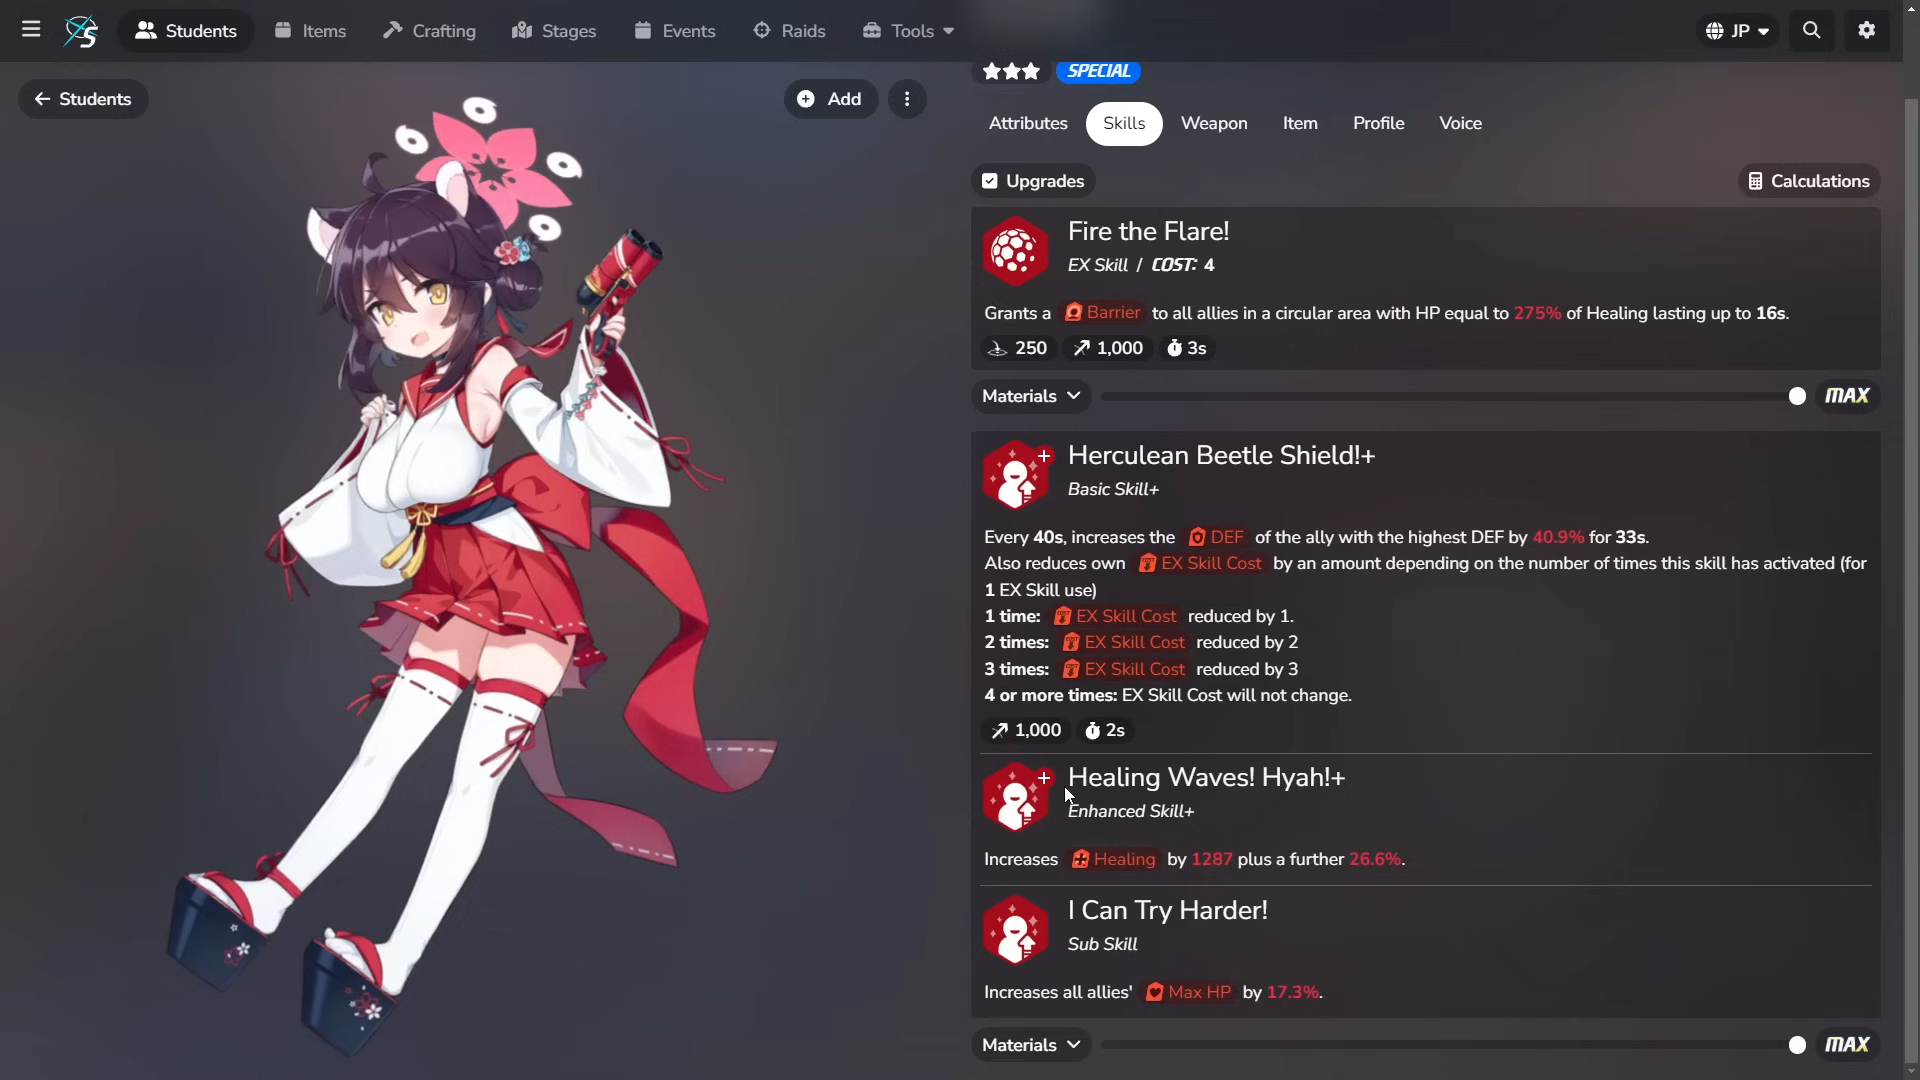 Students
Items
Crafting
Stages
Events
Raids
Tools
JP
Students
Add
SPECIAL
Attributes
Skills
Weapon
Item
Profile
Voice
Upgrades
Calculations
Fire the Flare!
EX Skill / COST: 4
Grants a Barrier to all allies in a circular area with HP equal to 275% of Healing lasting up to 16s.
250 1,000 3s
Materials
MAX
Herculean Beetle Shield!+
Basic Skill+
Every 40s, increases the DEF of the ally with the highest DEF by 40.9% for 33s.
Also reduces own EX Skill Cost by an amount depending on the number of times this skill has activated (for
1 EX Skill use)
1 time: EX Skill Cost reduced by 1.
2 times: EX Skill Cost reduced by 2
3 times: EX Skill Cost reduced by 3
4 or more times: EX Skill Cost will not change.
1,000 2s
Healing Waves! Hyah!+
Enhanced Skill+
Increases Healing by 1287 plus a further 26.6%.
I Can Try Harder!
Sub Skill
Increases all allies' Max HP by 17.3%.
Materials
MAX